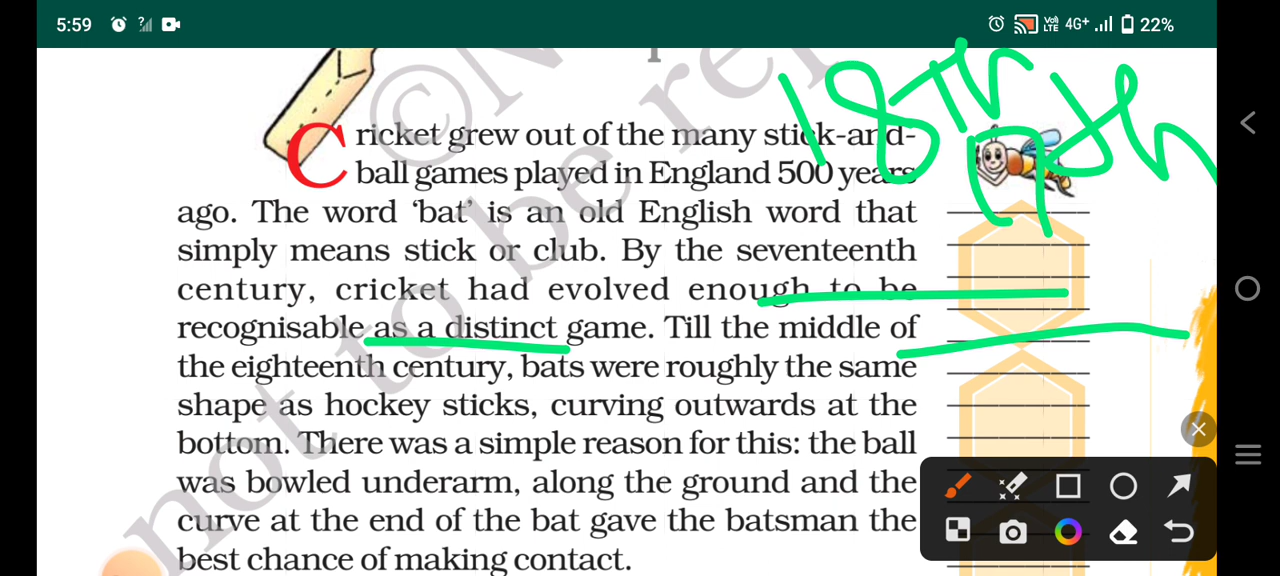 5:59 ? Vo) LTE 4G+ 22%
18Th
17th
Cricket grew out of the many stick-and-
ball games played in England 500 years
ago. The word ‘bat’ is an old English word that
simply means stick or club. By the seventeenth
century, cricket had evolved enough to be
recognisable as a distinct game. Till the middle of
the eighteenth century, bats were roughly the same
shape as hockey sticks, curving outwards at the
bottom. There was a simple reason for this: the ball
was bowled underarm, along the ground and the
curve at the end of the bat gave the batsman the
best chance of making contact.
©N
not to be re